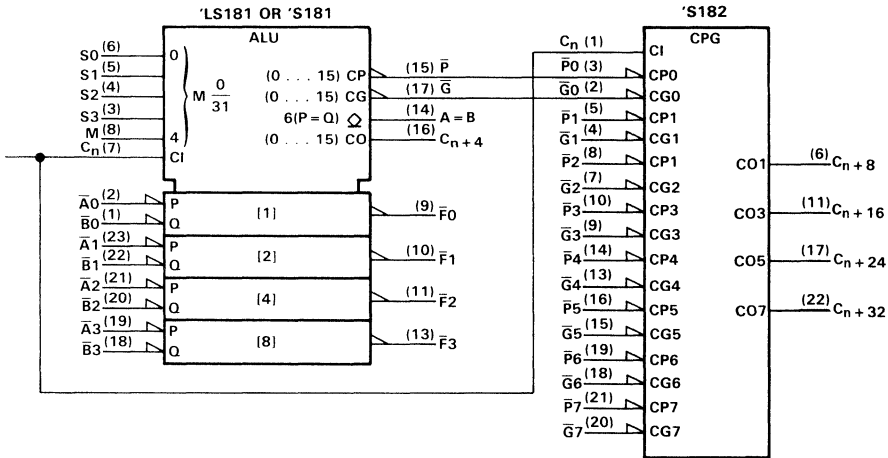 'LS181 OR 'S181
ALU
S0 (6) 0
S1 (5)
S2 (4)
S3 (3)
M (8) 4
Cn (7) CI
M 0
31
(0 . . . 15) CP (15) P̅
(0 . . . 15) CG (17) G̅
6(P = Q) (14) A = B
(0 . . . 15) CO (16) Cn+4
A̅0 (2) P
B̅0 (1) Q
[1] (9) F̅0
A̅1 (23) P
B̅1 (22) Q
[2] (10) F̅1
A̅2 (21)
B̅2 (20) Q
[4] (11) F̅2
A̅3 (19) P
B̅3 (18) Q
[8] (13) F̅3
'S182
CPG
Cn (1) CI
P̅0 (3) CP0
G̅0 (2) CG0
P̅1 (5) CP1
G̅1 (4) CG1
P̅2 (8) CP1
G̅2 (7) CG2
P̅3 (10) CP3
G̅3 (9) CG3
P̅4 (14) CP4
G̅4 (13) CG4
P̅5 (16) CP5
G̅5 (15) CG5
P̅6 (19) CP6
G̅6 (18) CG6
P̅7 (21) CP7
G̅7 (20) CG7
CO1 (6) Cn+8
CO3 (11) Cn+16
CO5 (17) Cn+24
CO7 (22) Cn+32